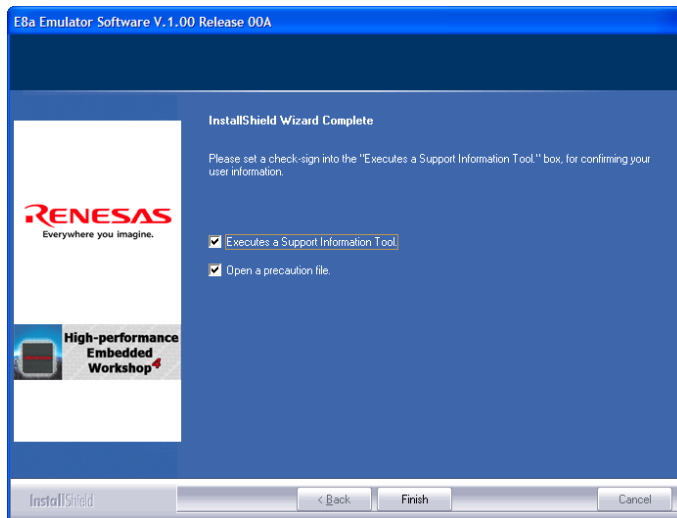 E8a Emulator Software V.1.00 Release 00A
InstallShield Wizard Complete
Please set a check-sign into the "Executes a Support Information Tool." box, for confirming your
user information.
RENESAS
Everywhere you imagine.
Executes a Support Information Tool.
Open a precaution file.
High-performance
Embedded
Workshop4
InstallShield
< Back
Finish
Cancel